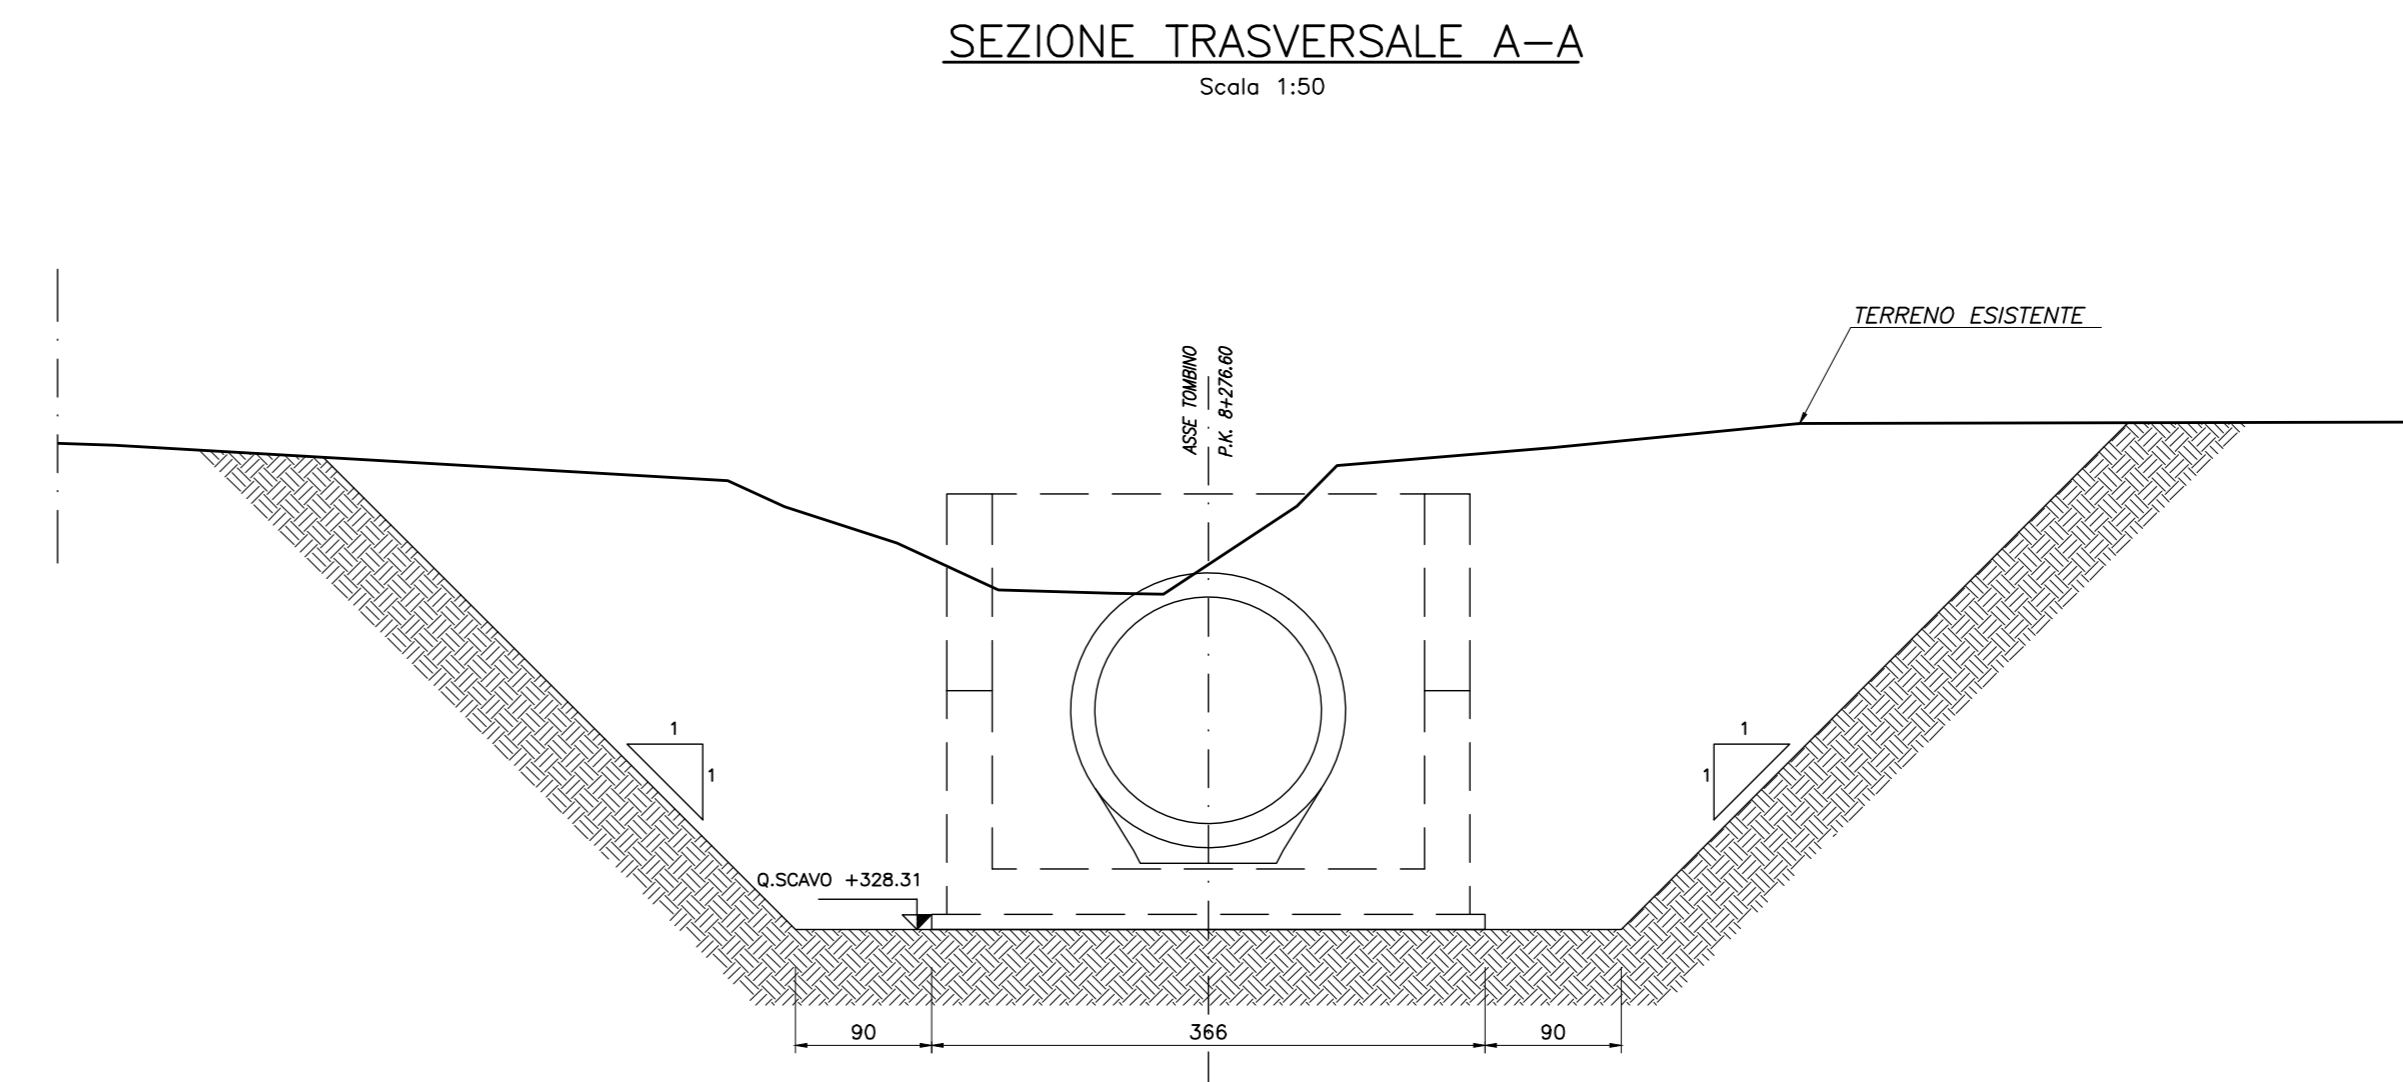 SEZIONE TRASVERSALE A-A
Scala 1:50
TERRENO ESISTENTE
ASSE TOMBINO
P.K. 8+276.60
1
1
1
1
Q.SCAVO +328.31
90
366
90